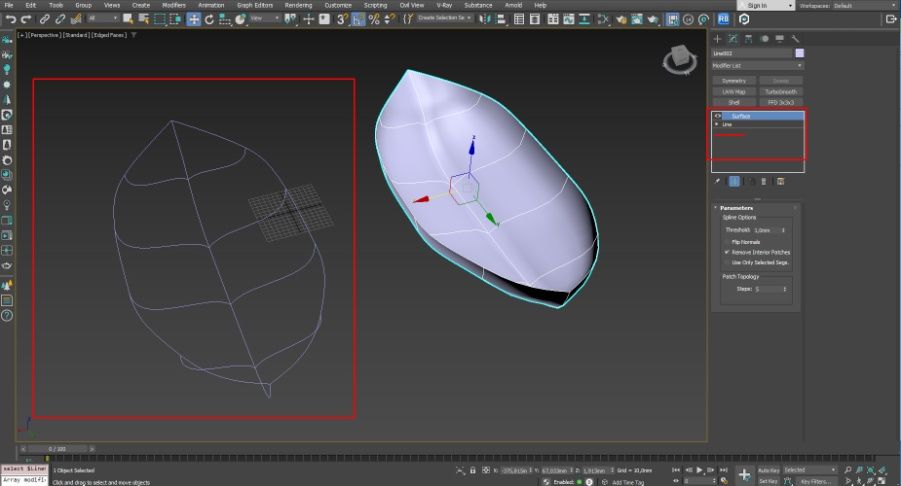 File Edit Tools Group Views Create Modifiers Animation Graph Editors Rendering Customize Scripting Civil View V-Ray Substance Arnold Help Sign In Workspaces: Default
View Create Selection Se
[+] [Perspective] [Standard] [Edged Faces]
Line002
Modifier List
Symmetry Sweep
UVW Map TurboSmooth
Shell FFD 3x3x3
Surface
Line
Parameters
Spline Options
Threshold: 1,0mm
Flip Normals
Remove Interior Patches
Use Only Selected Segs.
Patch Topology
Steps: 5
0 / 100
select $Line
1 Object Selected
X: -375,815m Y: 67,033mm Z: 1,913mm Grid = 10,0mm
Auto Key Selected
Array modifi
Click and drag to select and move objects
Enabled: Add Time Tag
0
Set Key Key Filters...